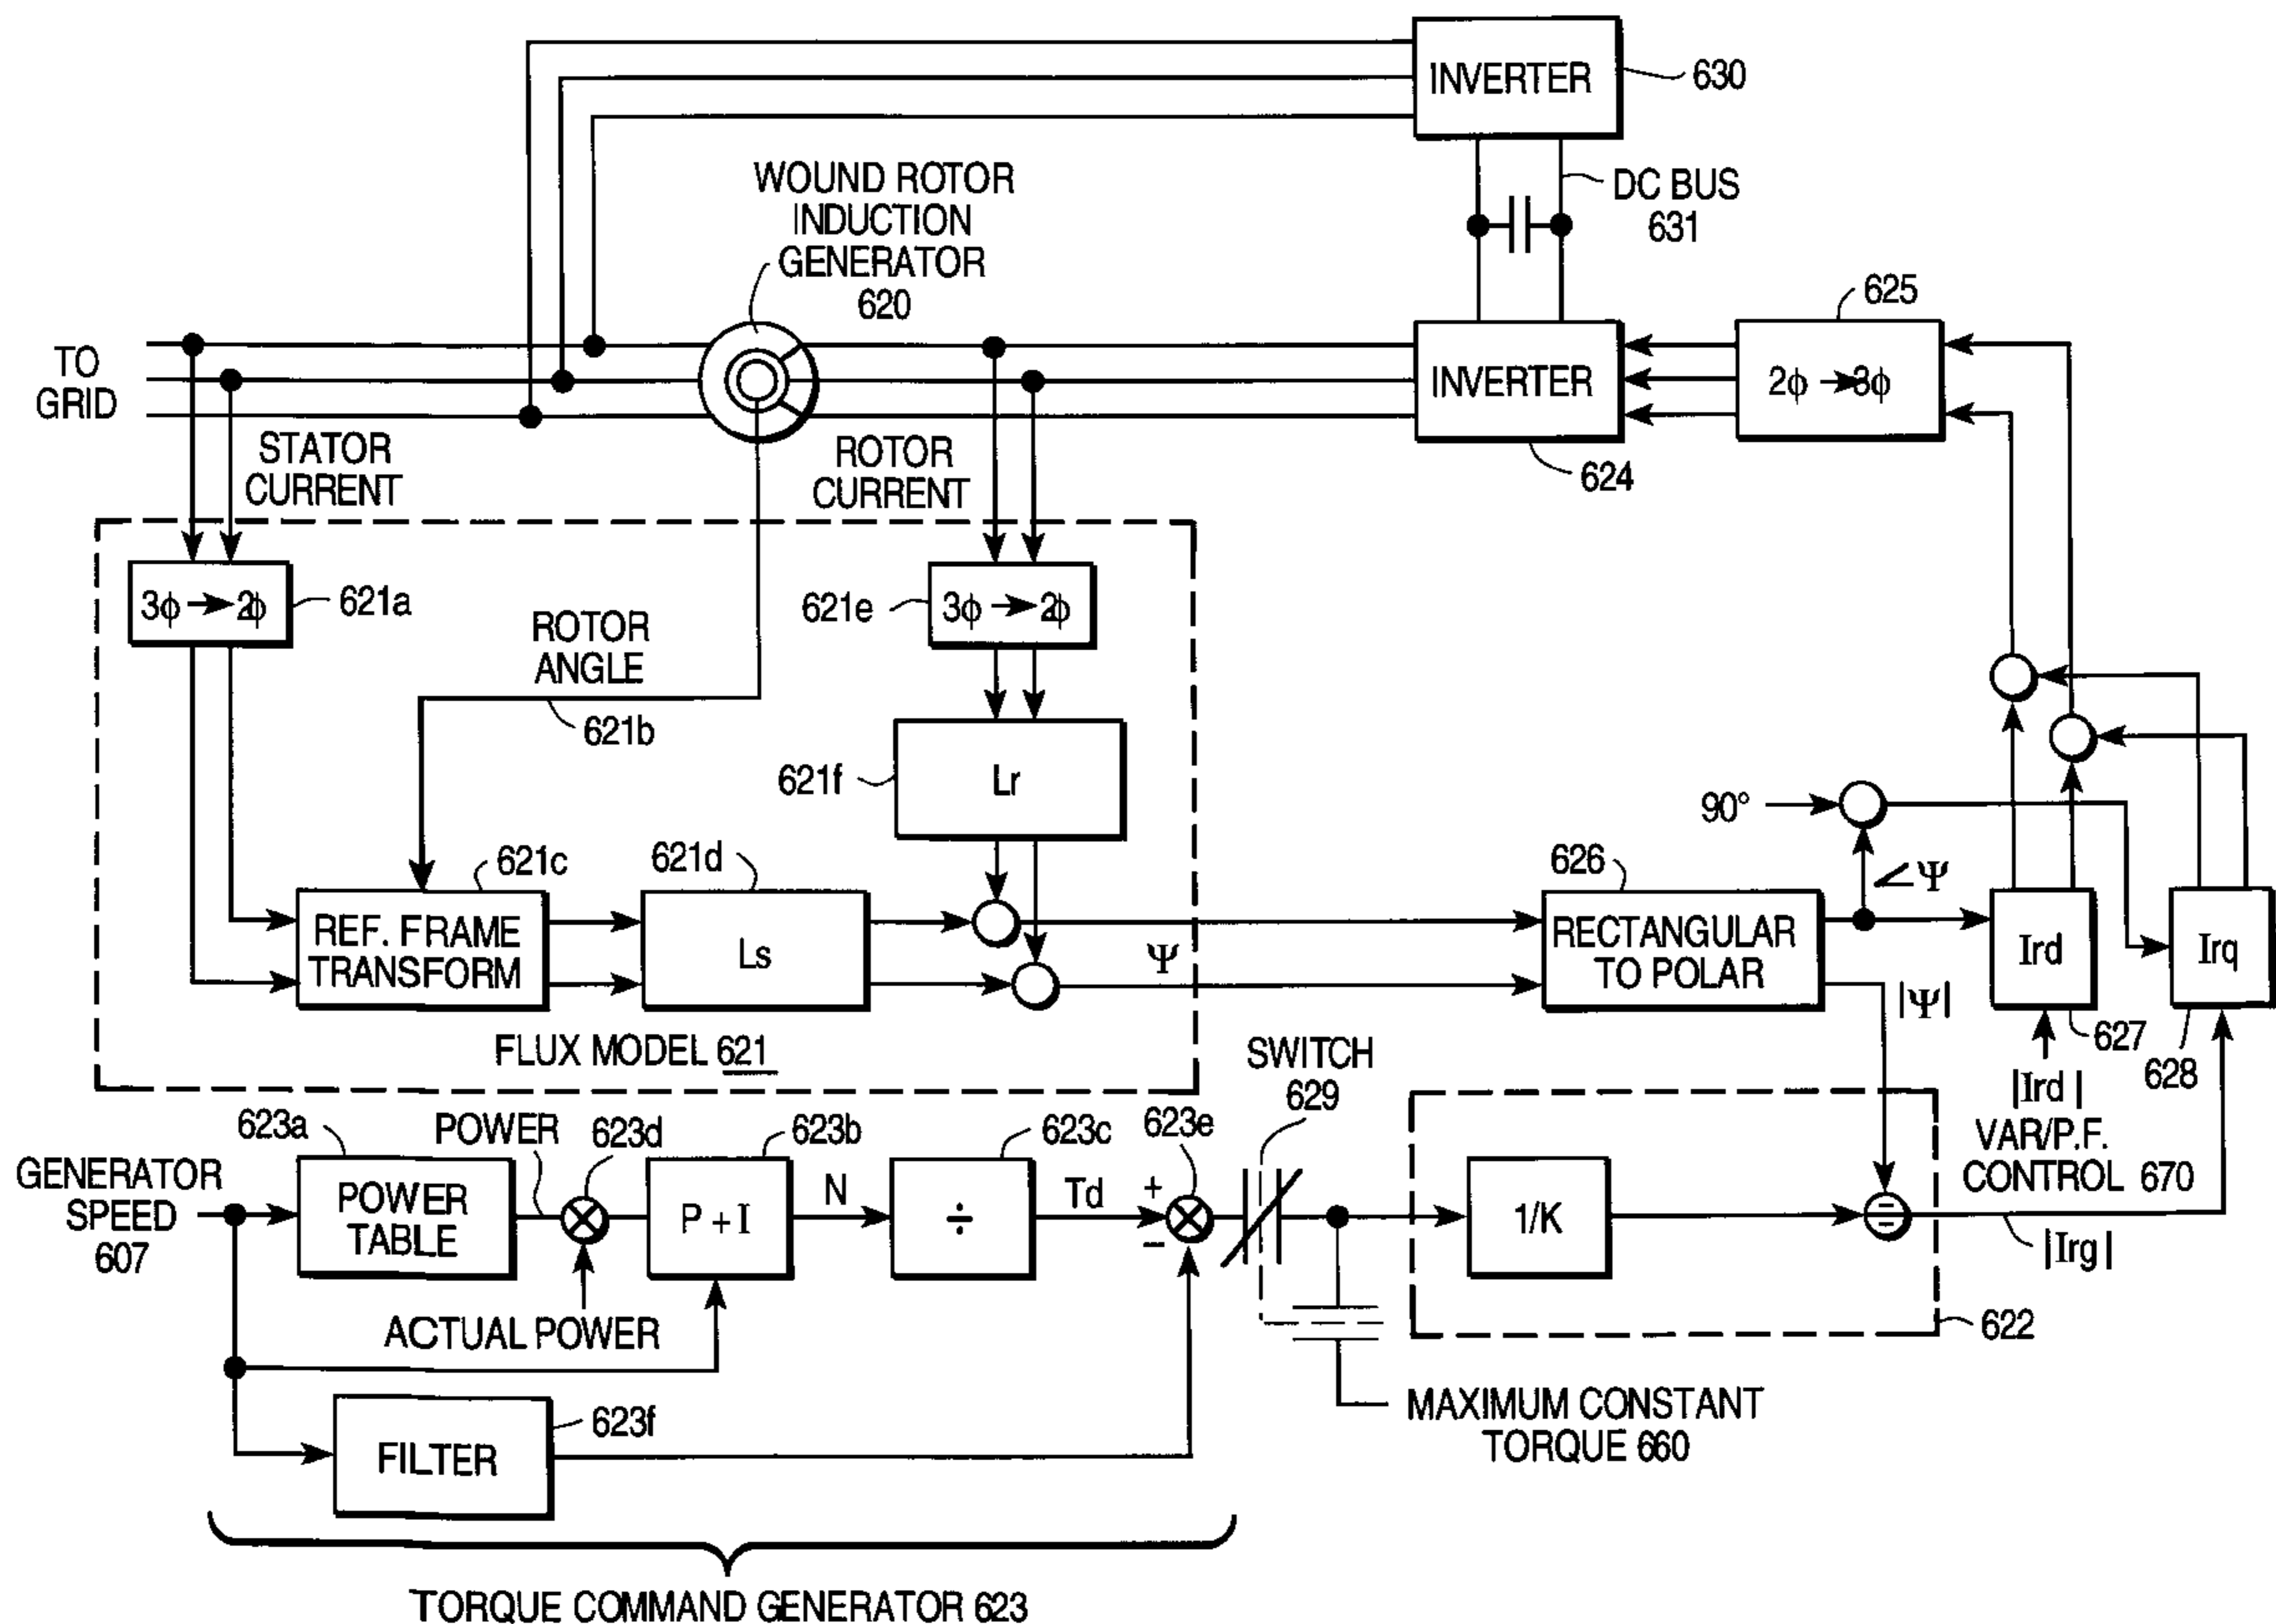 INVERTER
630
DC BUS
631
WOUND ROTOR
INDUCTION
GENERATOR
620
TO
GRID
STATOR
CURRENT
ROTOR
CURRENT
INVERTER
624
2ϕ → 3ϕ
625
3ϕ → 2ϕ
621a
ROTOR
ANGLE
621b
621e
3ϕ → 2ϕ
621f
Lr
621c
REF. FRAME
TRANSFORM
621d
Ls
Ψ
FLUX MODEL 621
90°
626
RECTANGULAR
TO POLAR
∠Ψ
|Ψ|
Ird
627
Irq
628
|Ird|
VAR/P.F.
CONTROL 670
GENERATOR
SPEED
607
623a
POWER
TABLE
POWER
623d
ACTUAL POWER
623b
P + I
N
623c
÷
Td
623e
+
−
SWITCH
629
1/K
622
|Irg|
MAXIMUM CONSTANT
TORQUE 660
FILTER
623f
TORQUE COMMAND GENERATOR 623